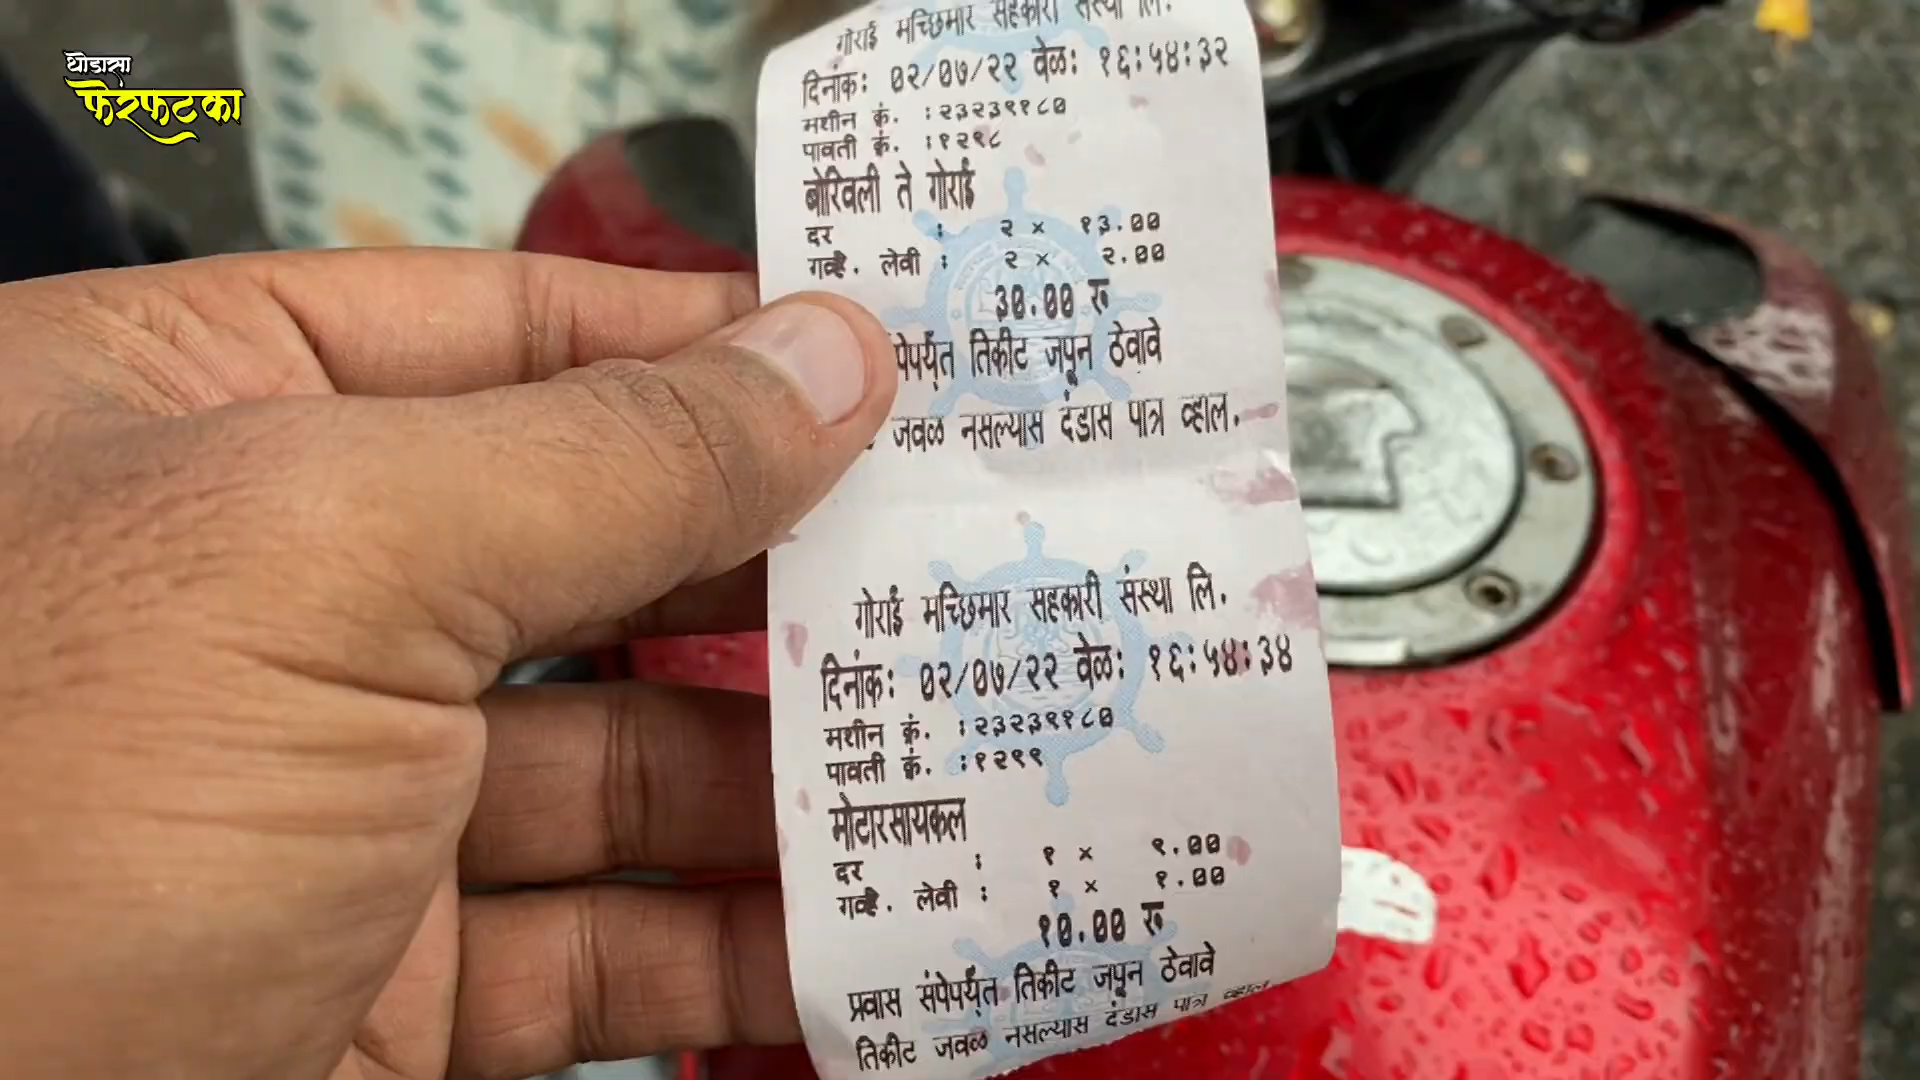 थोडासा
फेरफटका
गोराई मच्छिमार सहकारी संस्था लि.
दिनांक: ०२/०७/२२ वेळ: १६:५४:३२
मशीन क्रं. :२३२३९१८०
पावती क्रं. :१२९८
बोरिवली ते गोराई
दर : २ × १३.००
गव्हे. लेवी : २ × २.००
३०.०० रू
तिकीट जपून ठेवावे
जवळ नसल्यास दंडास पात्र व्हाल.
गोराई मच्छिमार सहकारी संस्था लि.
दिनांक: ०२/०७/२२ वेळ: १६:५४:३४
मशीन क्रं. :२३२३९१८०
पावती क्रं. :१२९९
मोटारसायकल
दर : १ × ९.००
गव्हे. लेवी : १ × १.००
१०.०० रू
प्रवास संपेपर्यंत तिकीट जपून ठेवावे
तिकीट जवळ नसल्यास दंडास पात्र व्हाल.